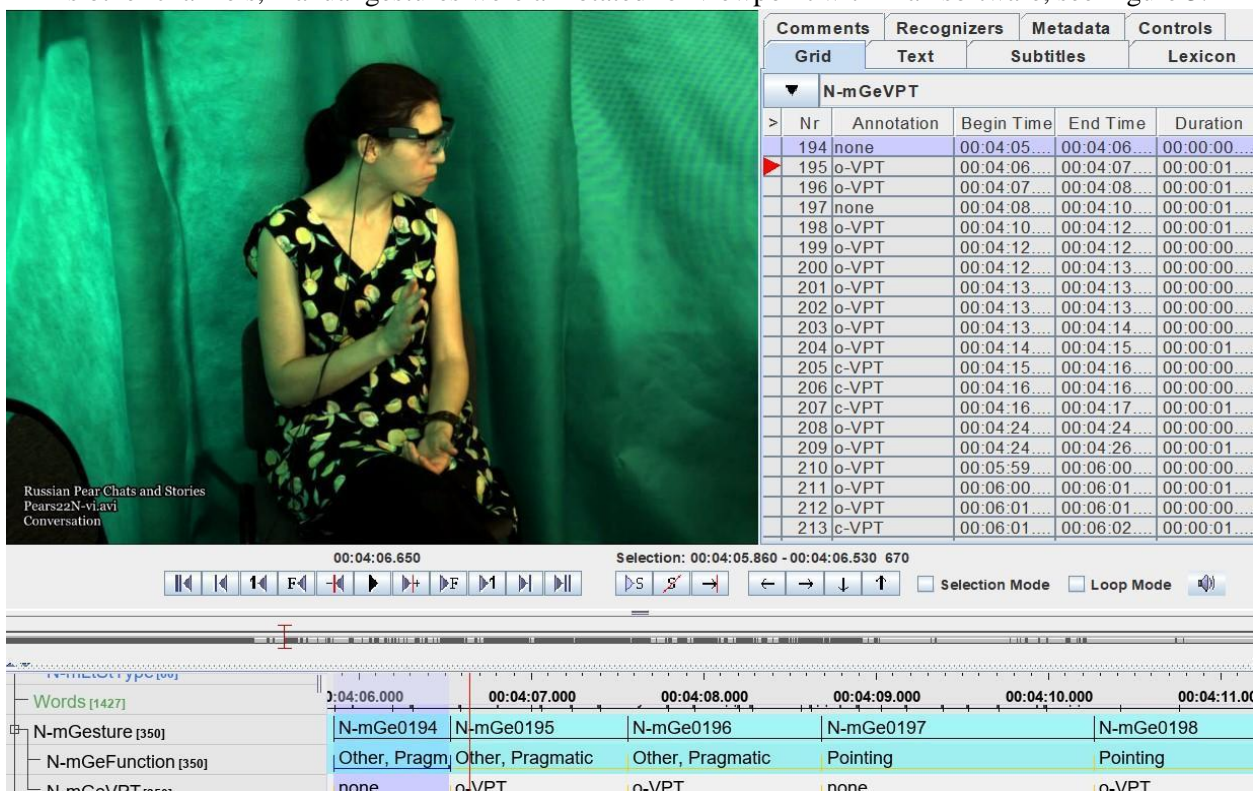 Comments Recognizers Metadata Controls
Grid Text Subtitles Lexicon
▼ N-mGeVPT
> Nr Annotation Begin Time End Time Duration
194 none 00:04:05.... 00:04:06.... 00:00:00....
195 o-VPT 00:04:06.... 00:04:07.... 00:00:01....
196 o-VPT 00:04:07.... 00:04:08.... 00:00:01....
197 none 00:04:08.... 00:04:10.... 00:00:01....
198 o-VPT 00:04:10.... 00:04:12.... 00:00:01....
199 o-VPT 00:04:12.... 00:04:12.... 00:00:00....
200 o-VPT 00:04:12.... 00:04:13.... 00:00:00....
201 o-VPT 00:04:13.... 00:04:13.... 00:00:00....
202 o-VPT 00:04:13.... 00:04:13.... 00:00:00....
203 o-VPT 00:04:13.... 00:04:14.... 00:00:00....
204 o-VPT 00:04:14.... 00:04:15.... 00:00:01....
205 c-VPT 00:04:15.... 00:04:16.... 00:00:00....
206 c-VPT 00:04:16.... 00:04:16.... 00:00:00....
207 c-VPT 00:04:16.... 00:04:17.... 00:00:01....
208 o-VPT 00:04:24.... 00:04:24.... 00:00:00....
209 o-VPT 00:04:24.... 00:04:26.... 00:00:01....
210 o-VPT 00:05:59.... 00:06:00.... 00:00:00....
211 o-VPT 00:06:00.... 00:06:01.... 00:00:01....
212 o-VPT 00:06:01.... 00:06:01.... 00:00:00....
213 c-VPT 00:06:01.... 00:06:02.... 00:00:01....
Russian Pear Chats and Stories
Pears22N-vi.avi
Conversation
00:04:06.650 Selection: 00:04:05.860 - 00:04:06.530 670
Selection Mode Loop Mode
Words [1427] 00:04:07.000 00:04:08.000 00:04:09.000 00:04:10.000
N-mGesture [350] N-mGe0194 N-mGe0195 N-mGe0196 N-mGe0197 N-mGe0198
N-mGeFunction [350] Other, Pragm Other, Pragmatic Other, Pragmatic Pointing Pointing
none o-VPT o-VPT none o-VPT